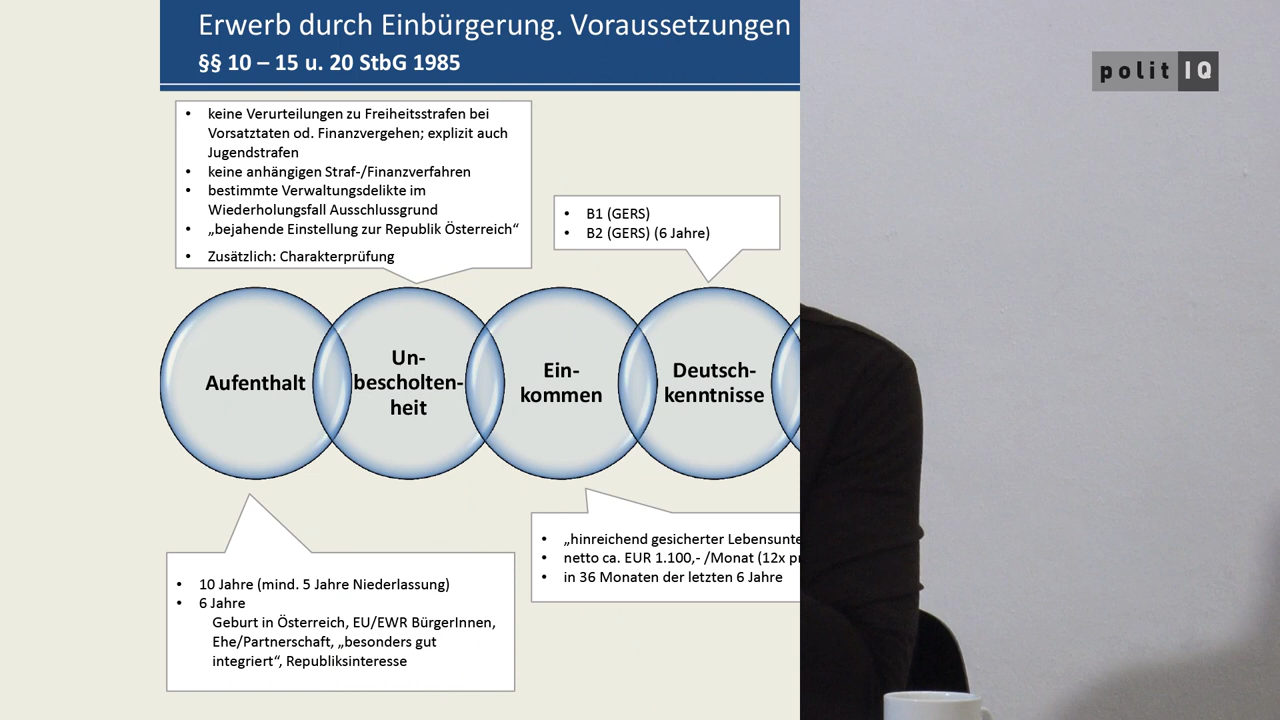 Erwerb durch Einbürgerung. Voraussetzungen
§§ 10 – 15 u. 20 StbG 1985
polit IQ
• keine Verurteilungen zu Freiheitsstrafen bei
Vorsatztaten od. Finanzvergehen; explizit auch
Jugendstrafen
• keine anhängigen Straf-/Finanzverfahren
• bestimmte Verwaltungsdelikte im
Wiederholungsfall Ausschlussgrund
• „bejahende Einstellung zur Republik Österreich“
• Zusätzlich: Charakterprüfung
• B1 (GERS)
• B2 (GERS) (6 Jahre)
Aufenthalt
Un-
bescholten-
heit
Ein-
kommen
Deutsch-
kenntnisse
• „hinreichend gesicherter
• netto ca. EUR 1.100,- /Monat (12x
• in 36 Monaten der letzten 6 Jahre
• 10 Jahre (mind. 5 Jahre Niederlassung)
• 6 Jahre
Geburt in Österreich, EU/EWR BürgerInnen,
Ehe/Partnerschaft, „besonders gut
integriert“, Republiksinteresse